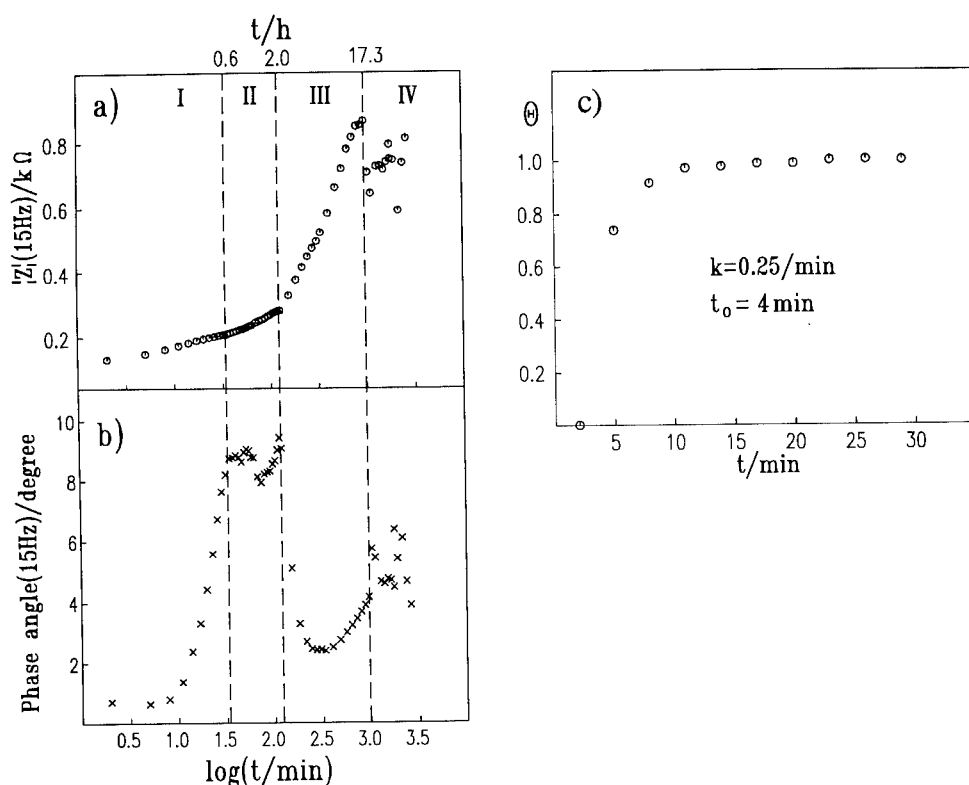 t/h
0.6 2.0 17.3
a)
I II III IV
|Z|(15Hz)/k Ω
0.8
0.6
0.4
0.2
b)
Phase angle(15Hz)/degree
10
8
6
4
2
0.5 1.0 1.5 2.0 2.5 3.0 3.5
log(t/min)
c)
Θ
1.0
0.8
0.6
0.4
0.2
k=0.25/min
t₀ = 4 min
5 10 15 20 25 30
t/min